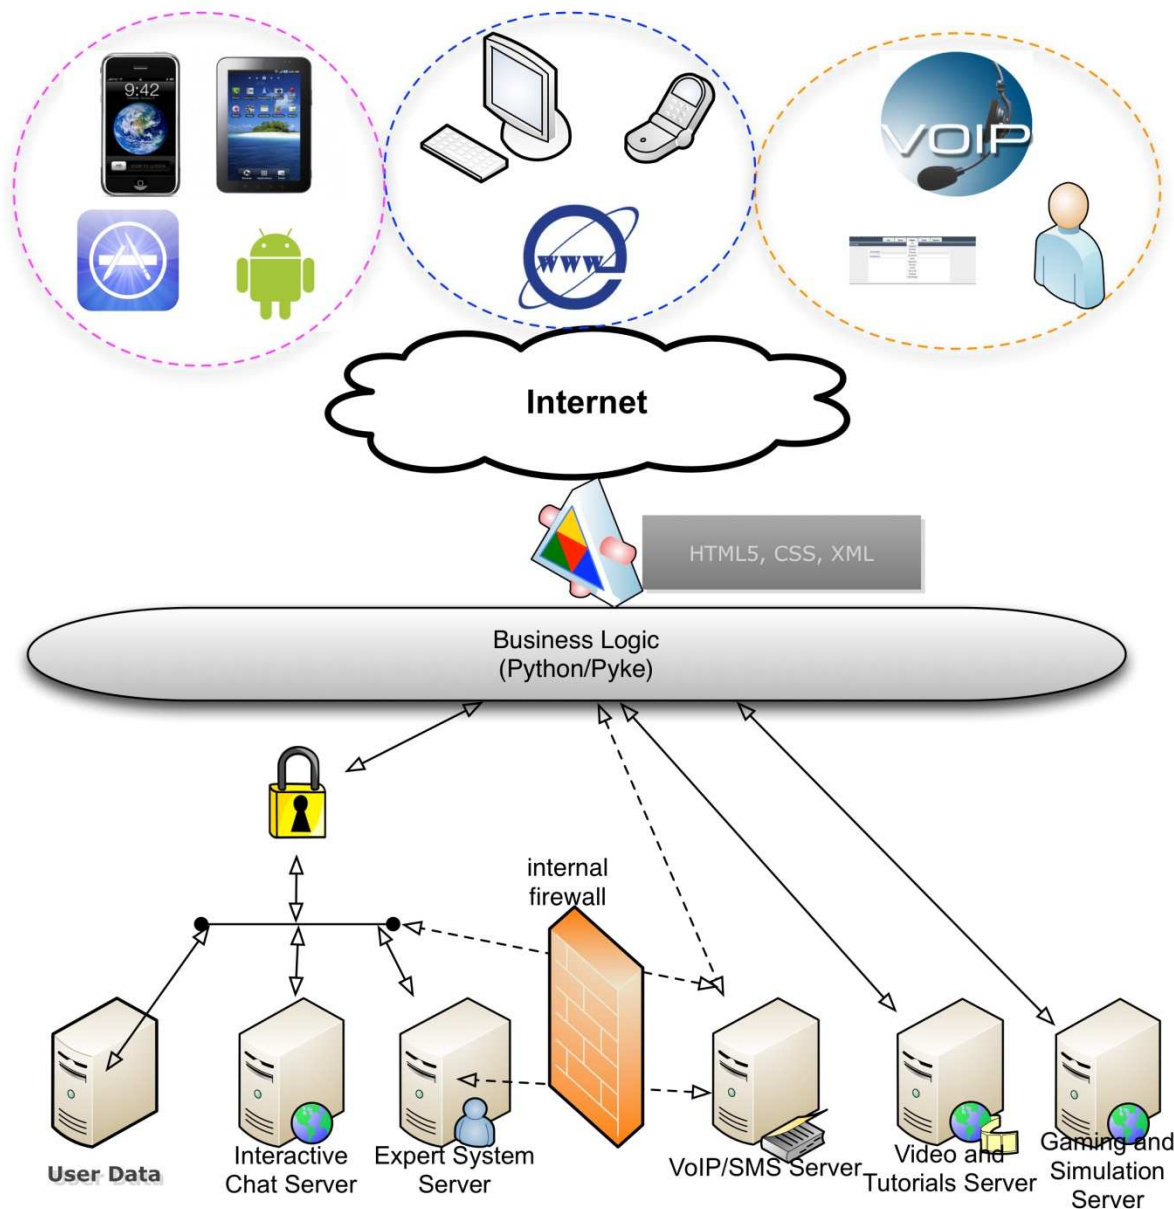 9:42
VOIP
www
Internet
HTML5, CSS, XML
Business Logic
(Python/Pyke)
internal
firewall
User Data
Interactive
Chat Server
Expert System
Server
VoIP/SMS Server
Video and
Tutorials Server
Gaming and
Simulation
Server